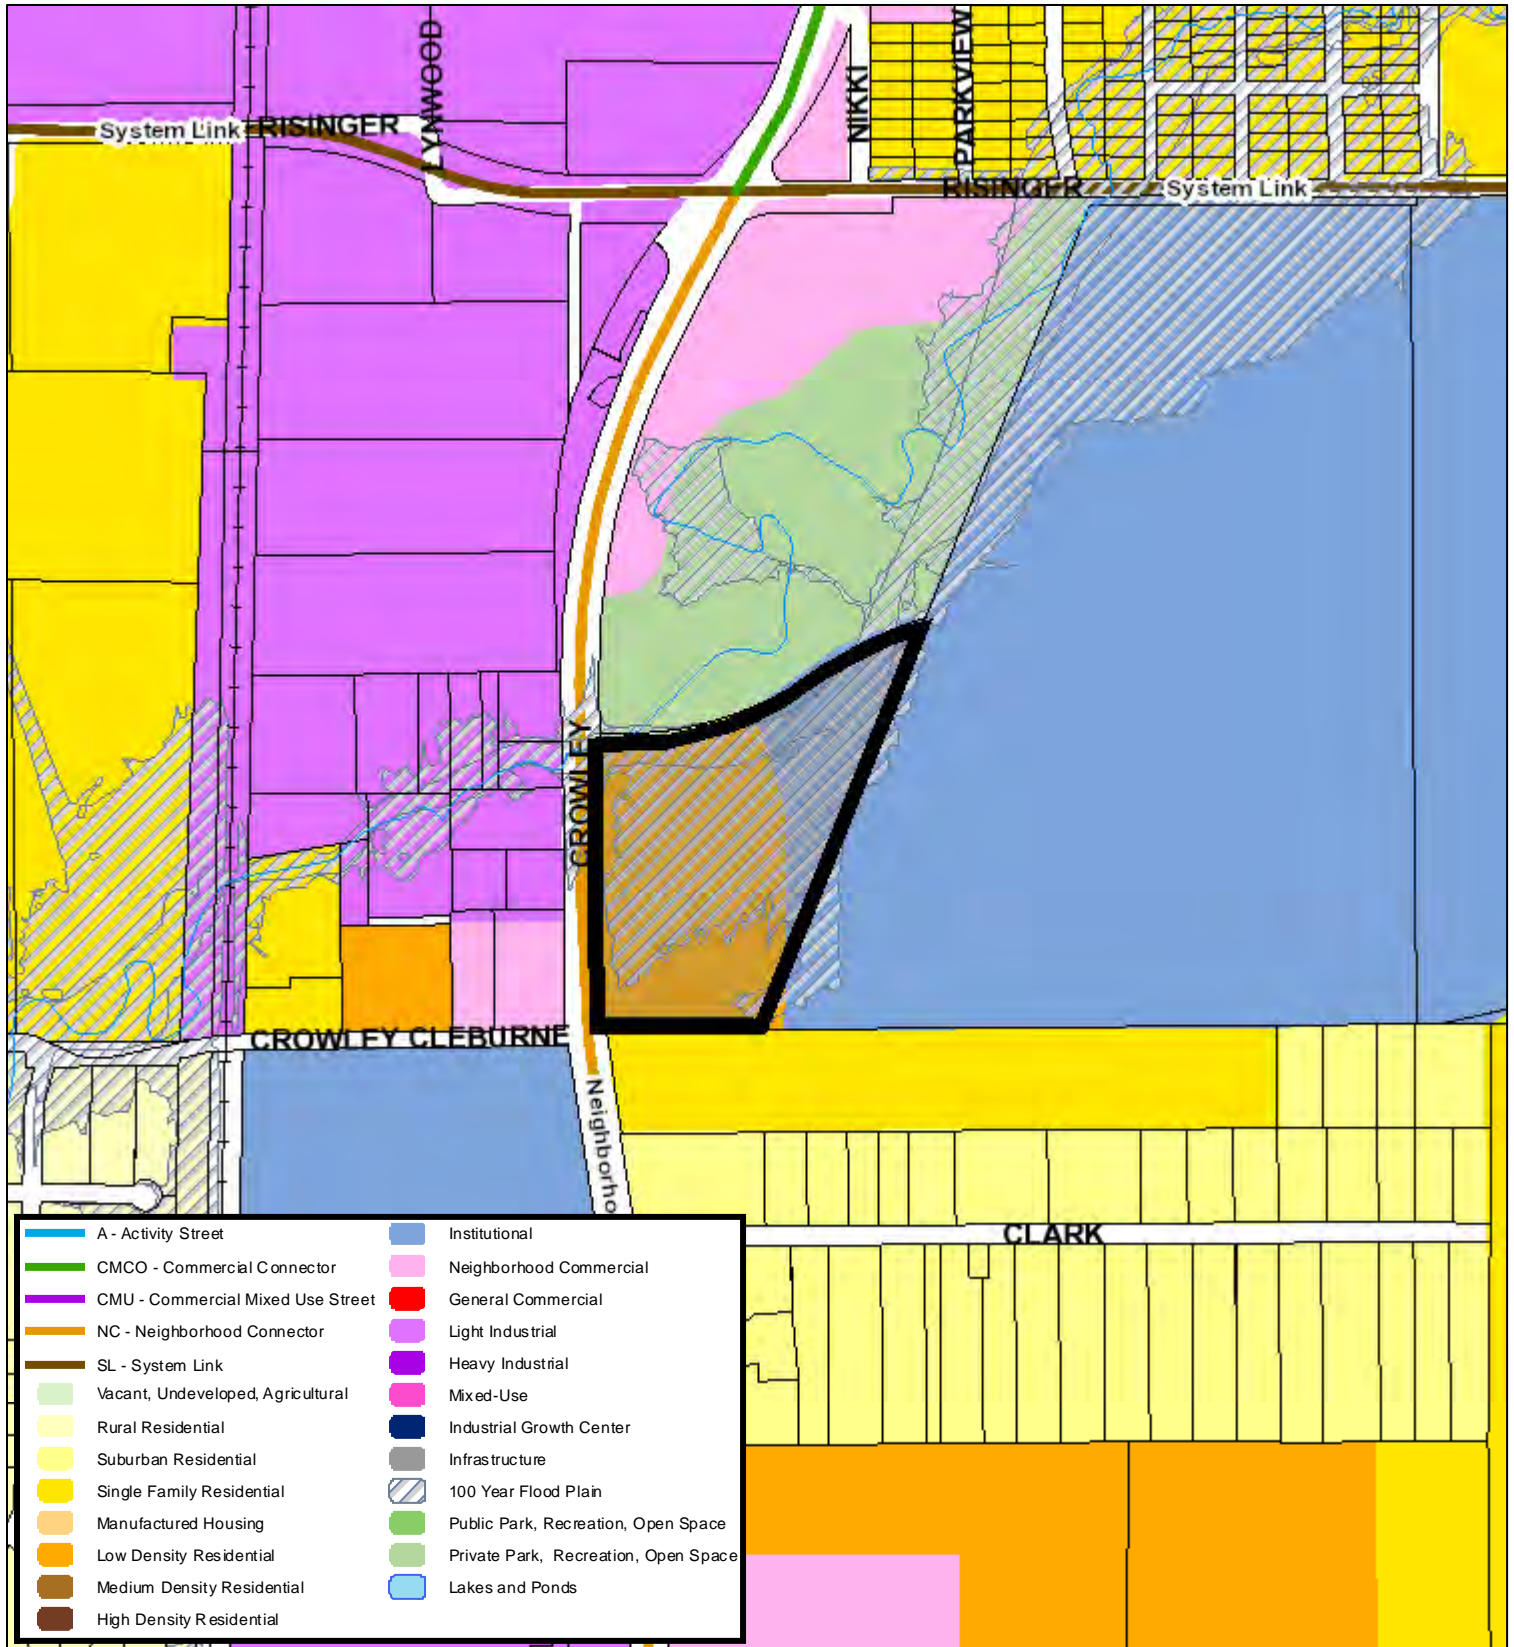 LYNWOOD
NIKKI
PARKVIEW
System Link
RISINGER
RISINGER
System Link
CROWLEY
CROWLEY CLEBURNE
Neighborho
CLARK
A - Activity Street
CMCO - Commercial Connector
CMU - Commercial Mixed Use Street
NC - Neighborhood Connector
SL - System Link
Vacant, Undeveloped, Agricultural
Rural Residential
Suburban Residential
Single Family Residential
Manufactured Housing
Low Density Residential
Medium Density Residential
High Density Residential
Institutional
Neighborhood Commercial
General Commercial
Light Industrial
Heavy Industrial
Mixed-Use
Industrial Growth Center
Infrastructure
100 Year Flood Plain
Public Park, Recreation, Open Space
Private Park, Recreation, Open Space
Lakes and Ponds